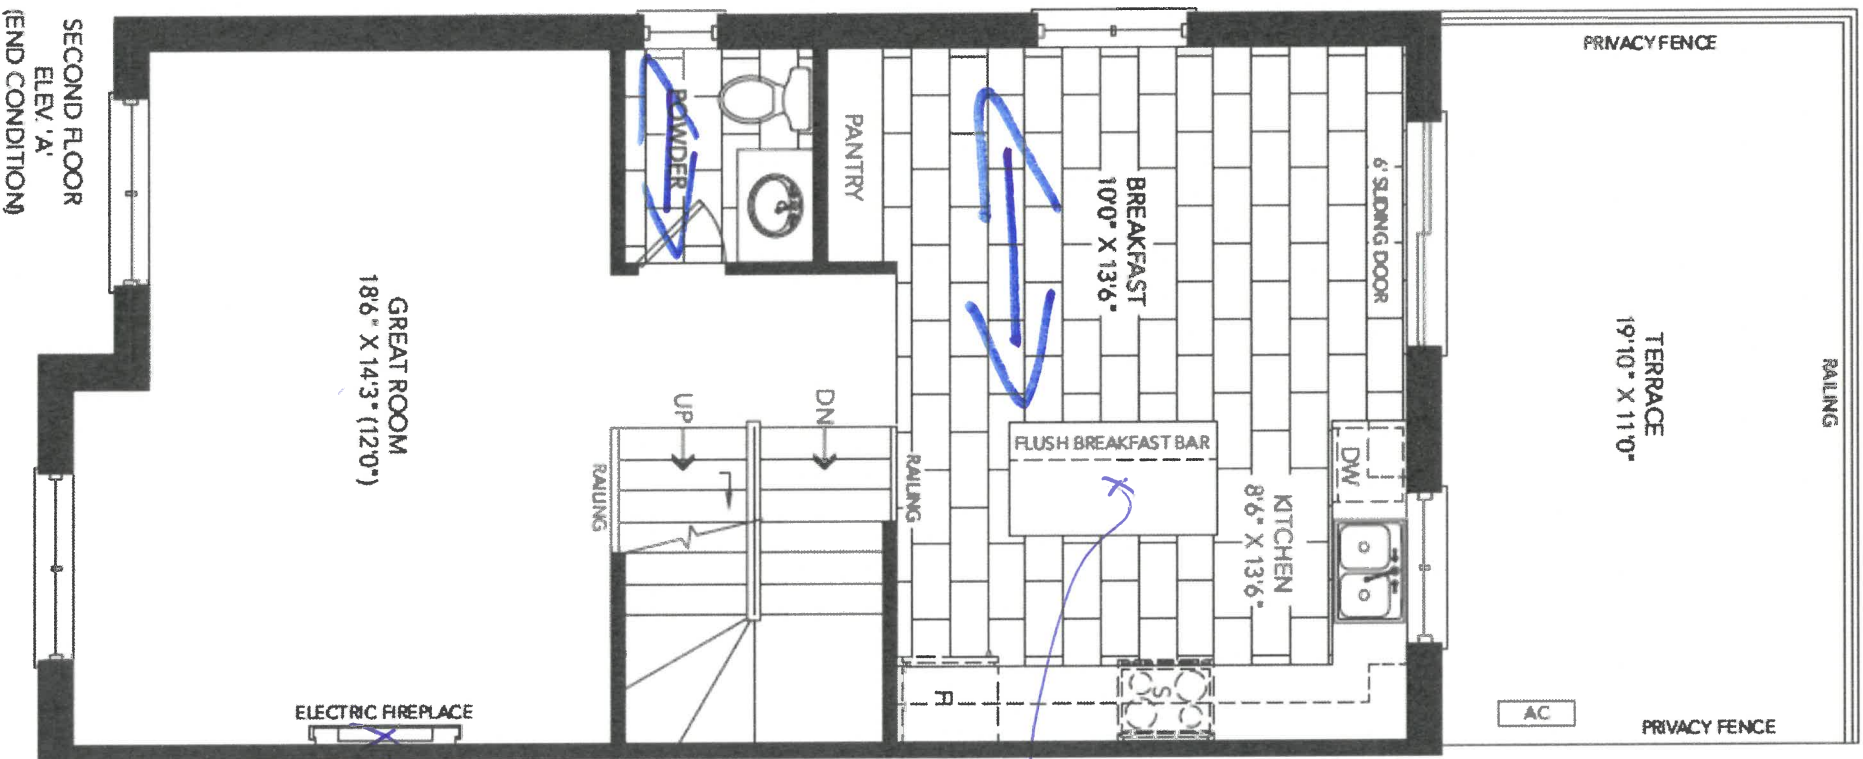 SECOND FLOOR
ELEV. 'A'
(END CONDITION)
GREAT ROOM
18'6" X 14'3" (12'0")
ELECTRIC FIREPLACE
POWDER
PANTRY
UP
DN
RAILING
RAILING
BREAKFAST
10'0" X 13'6"
FLUSH BREAKFAST BAR
KITCHEN
8'6" X 13'6"
6' SLIDING DOOR
DW
F
S
TERRACE
19'10" X 11'0"
RAILING
PRIVACY FENCE
PRIVACY FENCE
AC